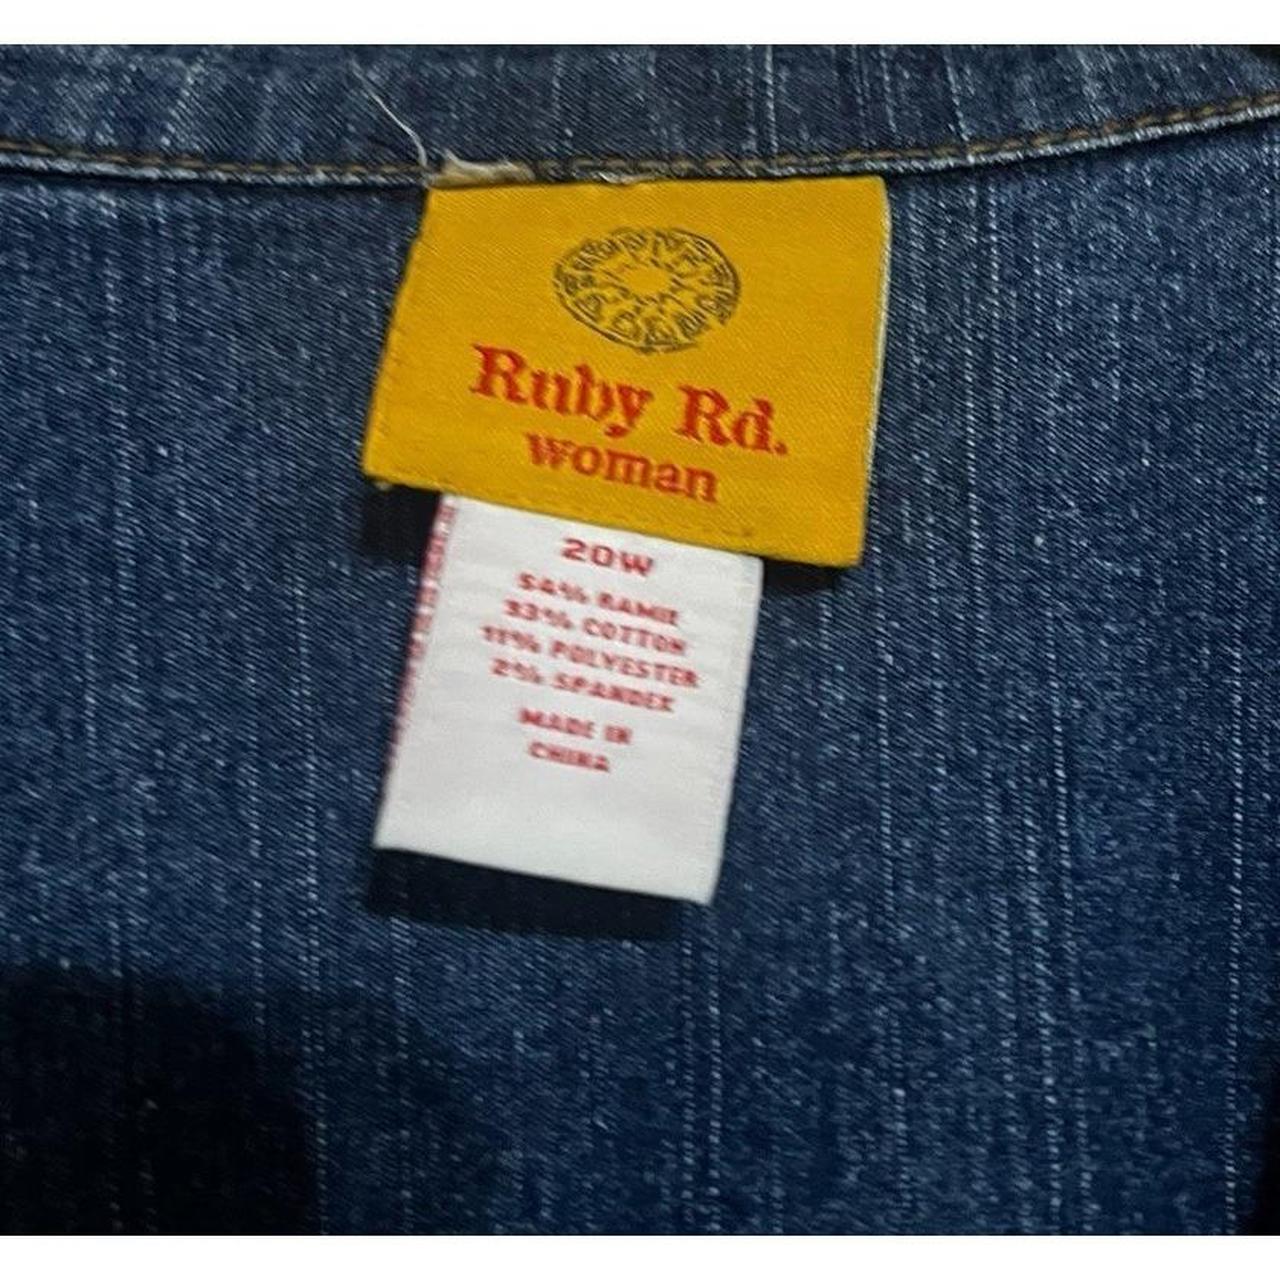 Ruby Rd.
woman
20W
54% RAMIE
33% COTTON
11% POLYESTER
2% SPANDEX
MADE IN
CHINA